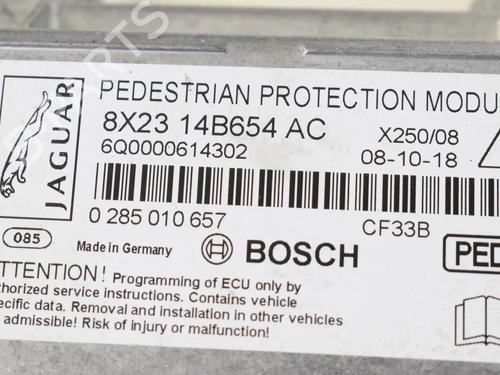 JAGUAR
PEDESTRIAN PROTECTION MODU
8X23 14B654 AC
X250/08
6Q0000614302
08-10-18
0 285 010 657
CF33B
085
Made in Germany
BOSCH
PED
ATTENTION! Programming of ECU only by
thorized service instructions. Contains vehicle
ecific data. Removal and installation in other vehicles
admissible! Risk of injury or malfunction!